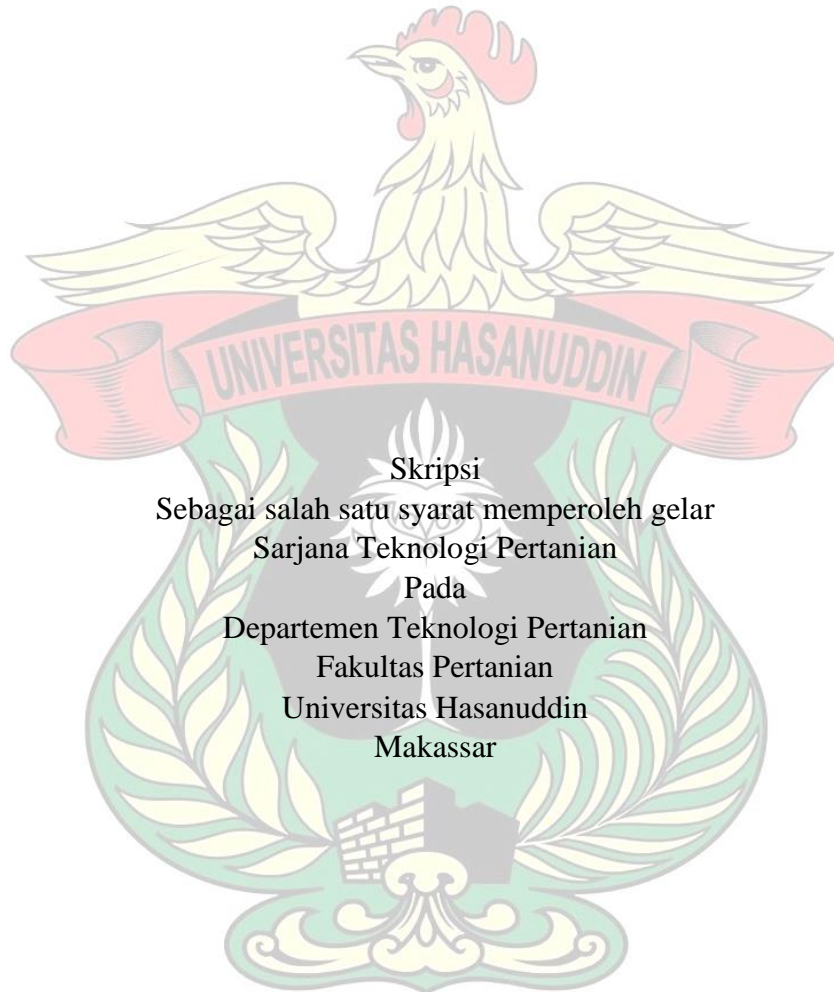 UNIVERSITAS HASANUDDIN
Skripsi
Sebagai salah satu syarat memperoleh gelar
Sarjana Teknologi Pertanian
Pada
Departemen Teknologi Pertanian
Fakultas Pertanian
Universitas Hasanuddin
Makassar